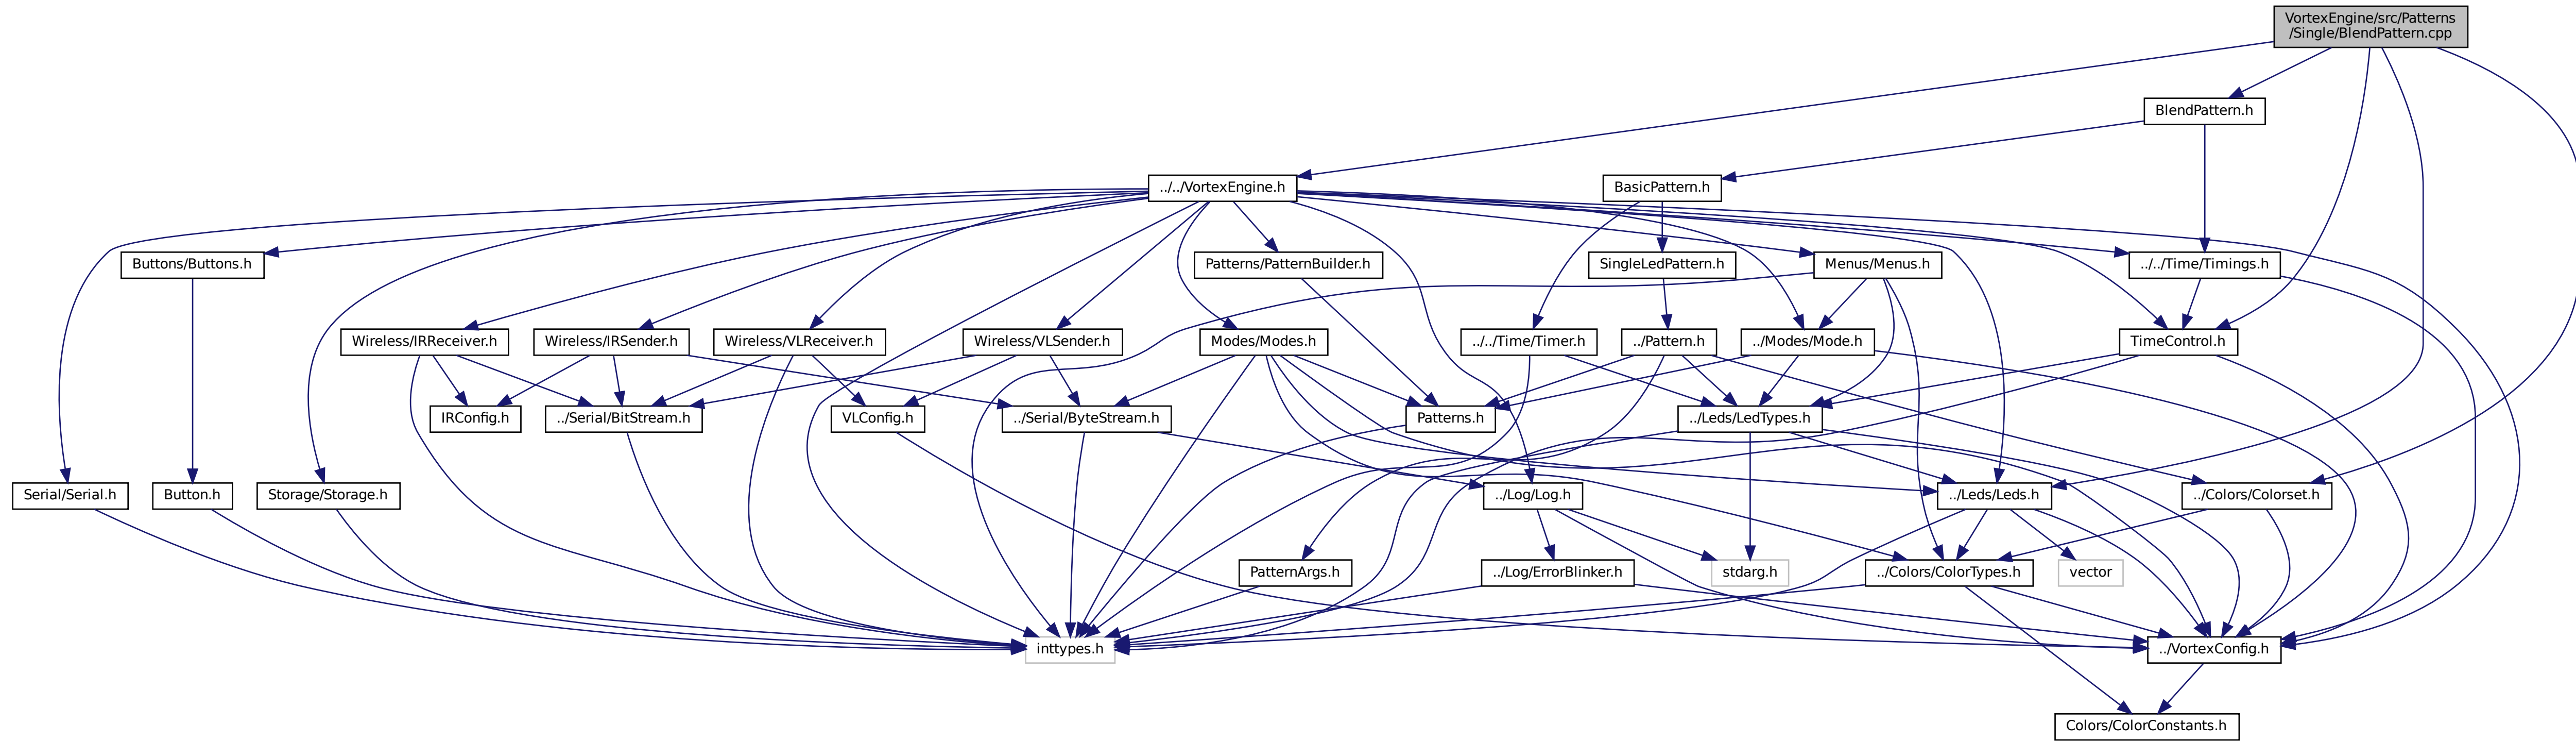 VortexEngine/src/Patterns
/Single/BlendPattern.cpp
BlendPattern.h
../../VortexEngine.h
BasicPattern.h
Buttons/Buttons.h
Patterns/PatternBuilder.h
SingleLedPattern.h
Menus/Menus.h
../../Time/Timings.h
Wireless/IRReceiver.h
Wireless/IRSender.h
Wireless/VLReceiver.h
Wireless/VLSender.h
Modes/Modes.h
../../Time/Timer.h
../Pattern.h
../Modes/Mode.h
TimeControl.h
IRConfig.h
../Serial/BitStream.h
VLConfig.h
../Serial/ByteStream.h
Patterns.h
../Leds/LedTypes.h
Serial/Serial.h
Button.h
Storage/Storage.h
../Log/Log.h
../Leds/Leds.h
../Colors/Colorset.h
PatternArgs.h
../Log/ErrorBlinker.h
stdarg.h
../Colors/ColorTypes.h
vector
inttypes.h
../VortexConfig.h
Colors/ColorConstants.h